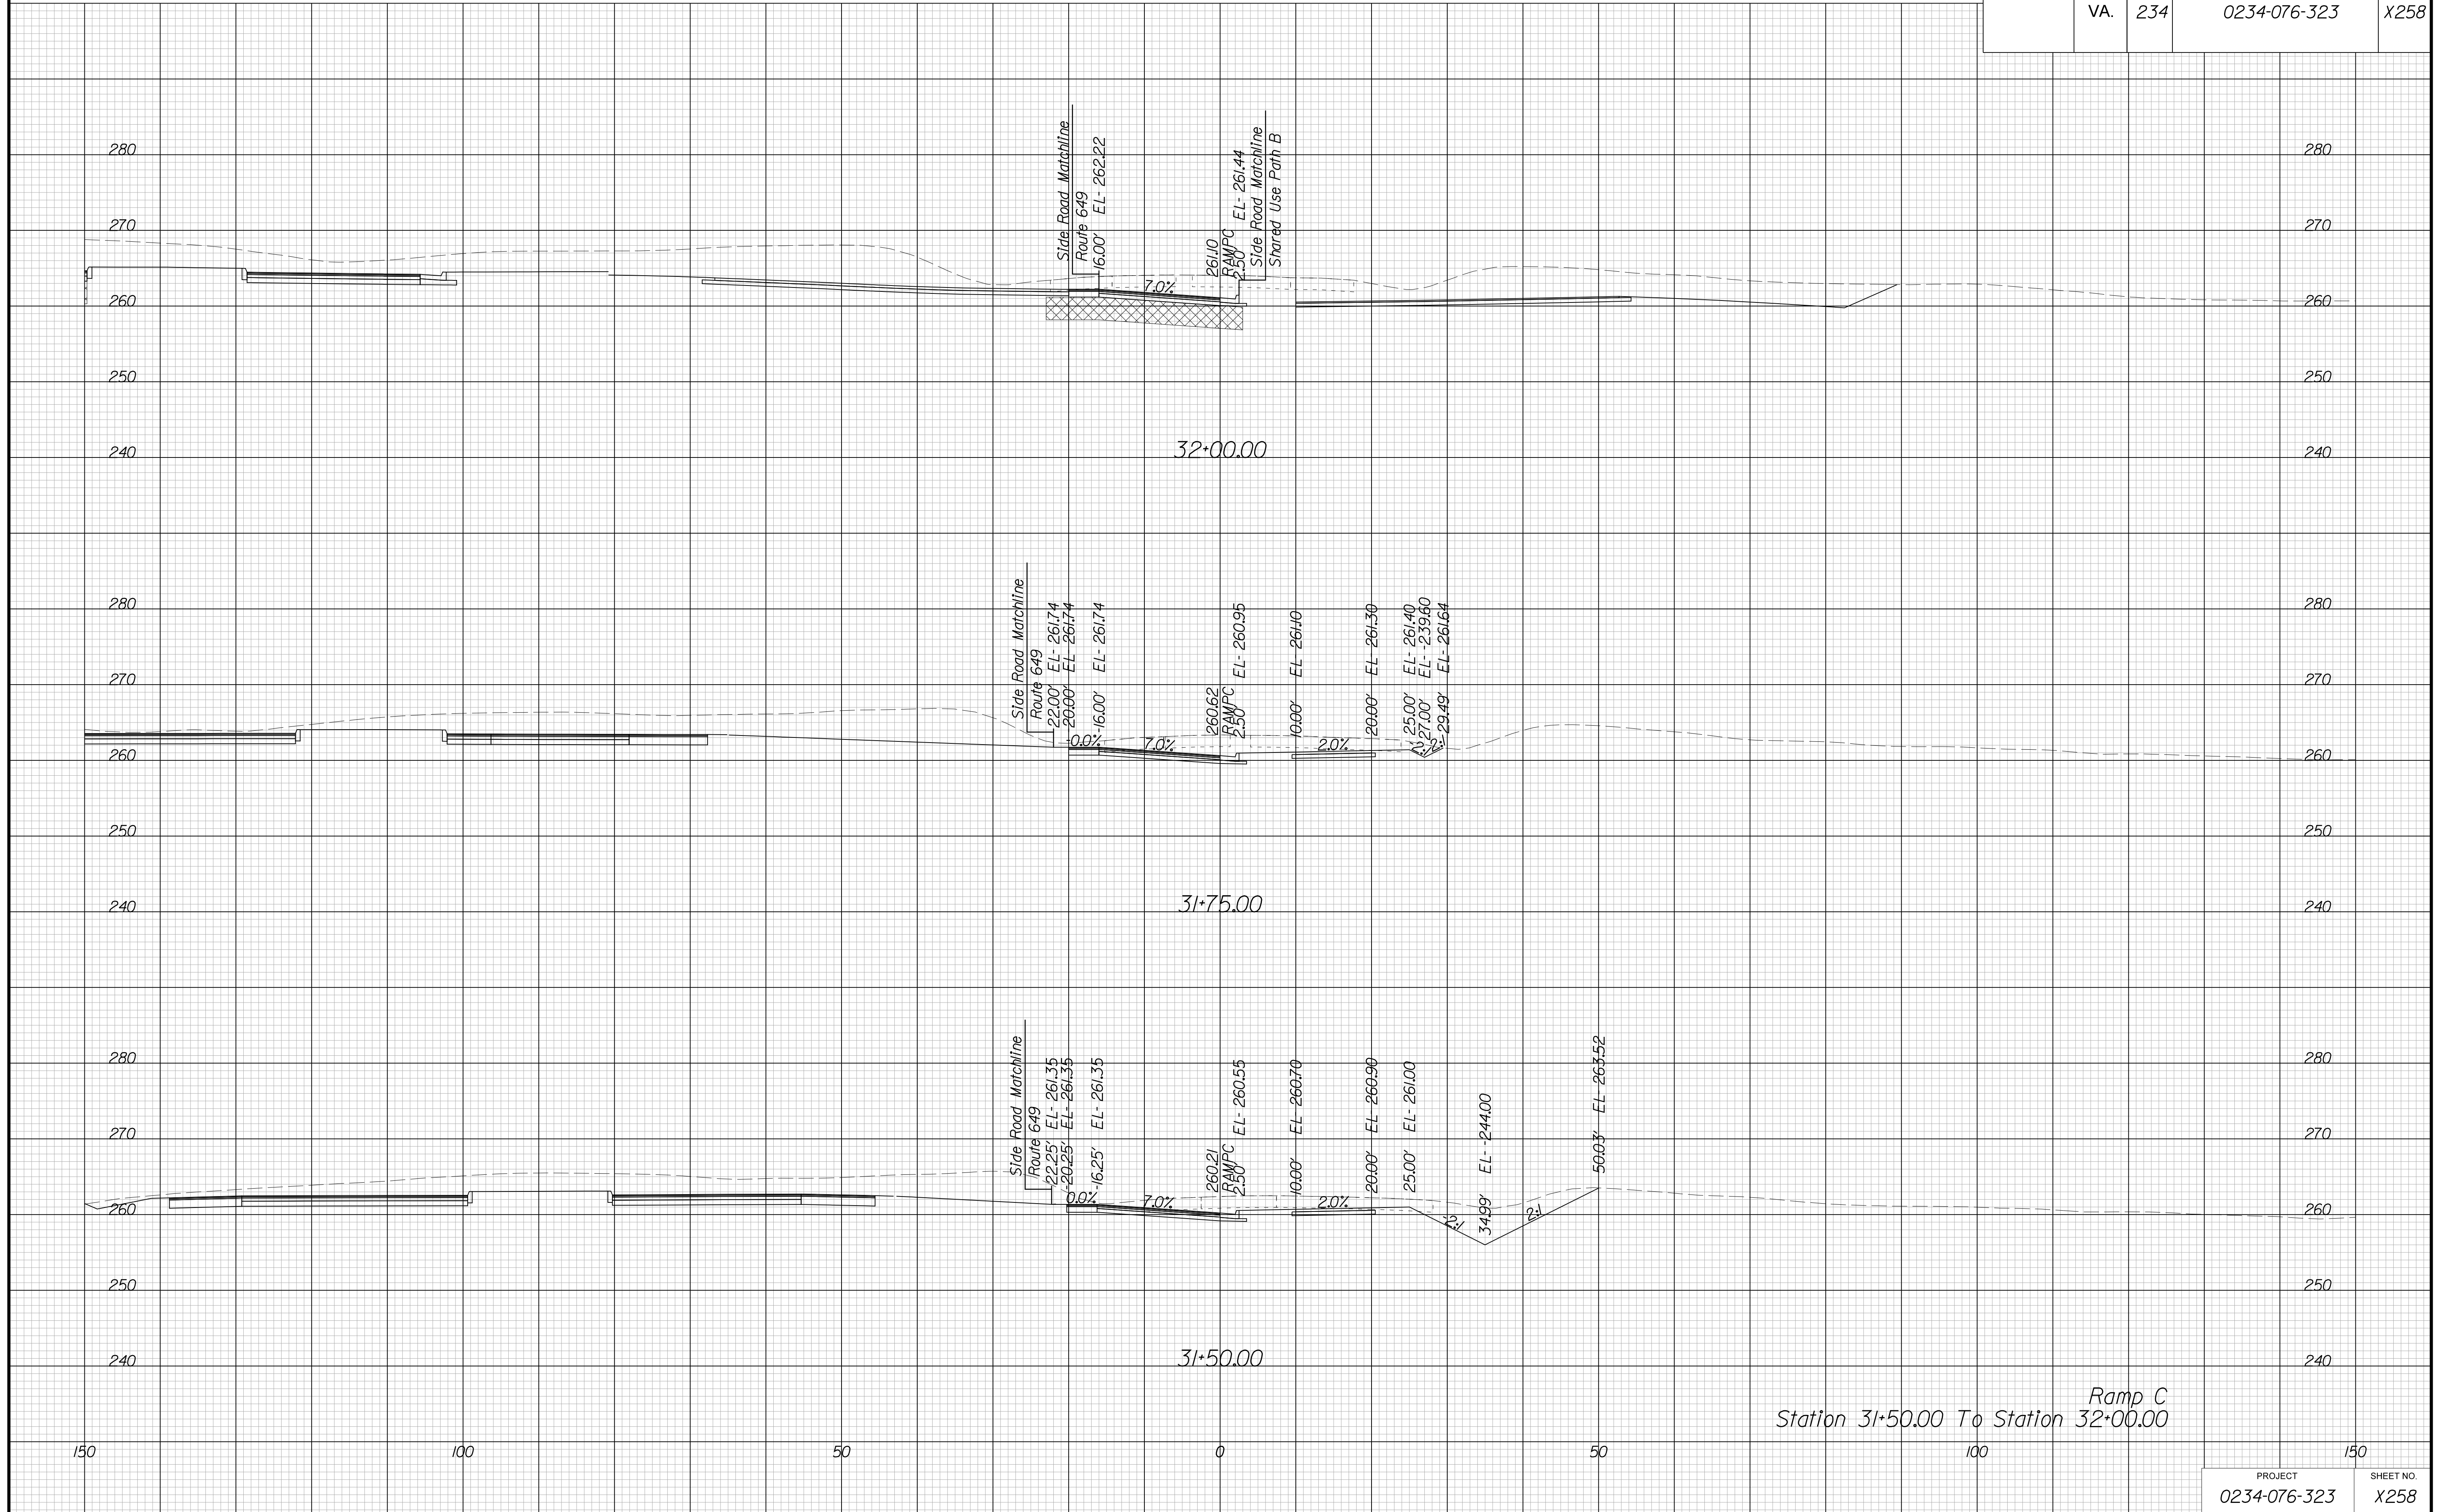 VA. 234 0234-076-323 X258
280 280
270 270
260 260
250 250
240 240
Side Road Matchline
Route 649
-16.00' EL- 262.22
261.10
RAMPC
2.50' EL- 261.44
Side Road Matchline
Shared Use Path B
7.0%
32+00.00
280 280
270 270
260 260
250 250
240 240
Side Road Matchline
Route 649
-22.00' EL- 261.74
-20.00' EL- 261.74
-16.00' EL- 261.74
260.62
RAMPC
2.50' EL- 260.95
10.00' EL- 261.10
20.00' EL- 261.30
25.00' EL- 261.40
27.00' EL- -239.60
29.49' EL- 261.64
-0.0% 7.0% 2.0% -2:1 2:1
31+75.00
280 280
270 270
260 260
250 250
240 240
Side Road Matchline
Route 649
-22.25' EL- 261.35
-20.25' EL- 261.35
-16.25' EL- 261.35
260.21
RAMPC
2.50' EL- 260.55
10.00' EL- 260.70
20.00' EL- 260.90
25.00' EL- 261.00
34.99' EL- -244.00
50.03' EL- 263.52
0.0% 7.0% 2.0% -2:1 2:1
31+50.00
Ramp C
Station 31+50.00 To Station 32+00.00
150 100 50 0 50 100 150
PROJECT SHEET NO.
0234-076-323 X258